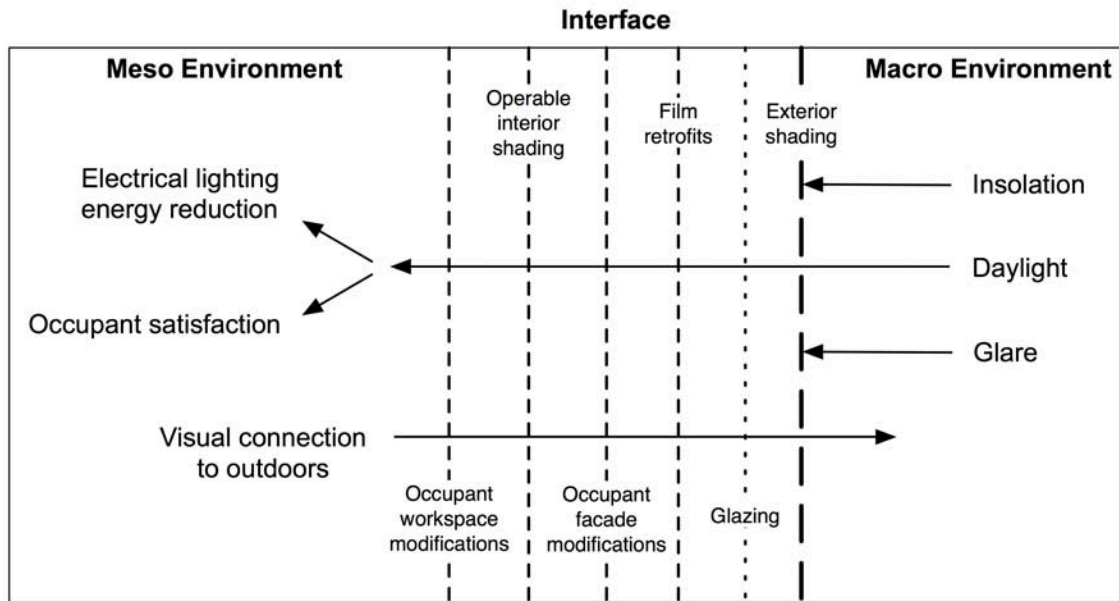 Interface
Meso Environment
Macro Environment
Operable
interior
shading
Film
retrofits
Exterior
shading
Electrical lighting
energy reduction
Insolation
Daylight
Occupant satisfaction
Glare
Visual connection
to outdoors
Occupant
workspace
modifications
Occupant
facade
modifications
Glazing